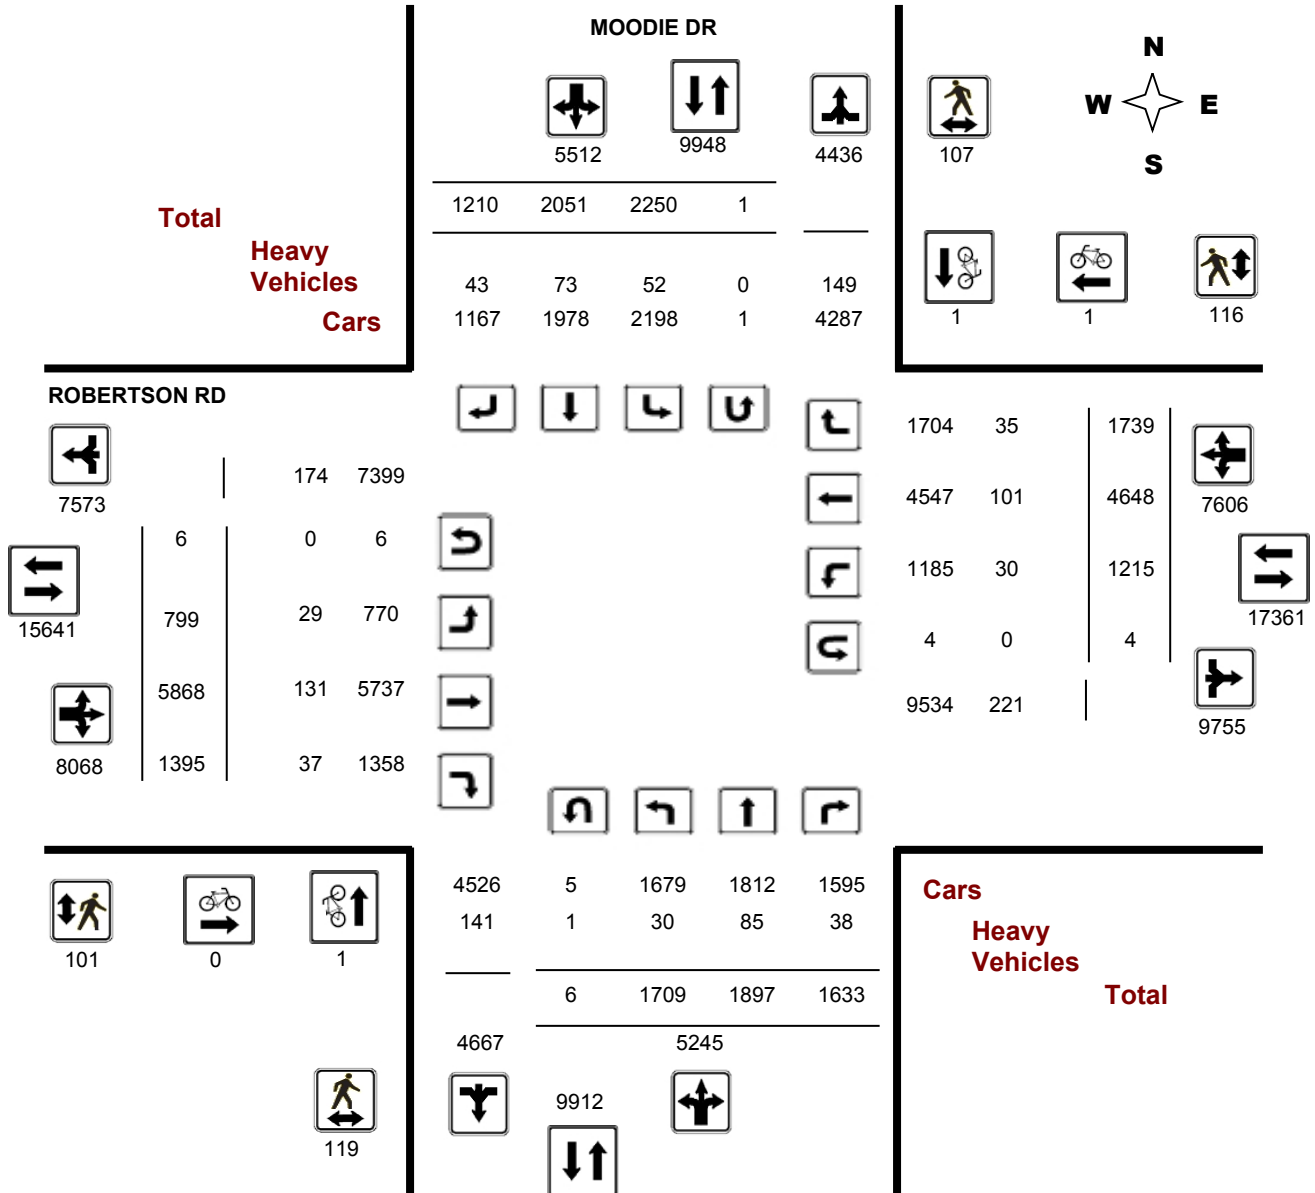 MOODIE DR
N
W E
S
5512 9948 4436 107
1210 2051 2250 1
Total
Heavy
Vehicles
43 73 52 0 149
Cars
1167 1978 2198 1 4287
1 1 116
ROBERTSON RD
1704 35 1739
174 7399
7573
4547 101 4648 7606
6 0 6
1185 30 1215
15641 799 29 770 17361
4 0 4
5868 131 5737
9534 221
9755
8068 1395 37 1358
4526 5 1679 1812 1595
141 1 30 85 38
Cars
Heavy
Vehicles
Total
101 0 1
6 1709 1897 1633
4667 5245
9912
119